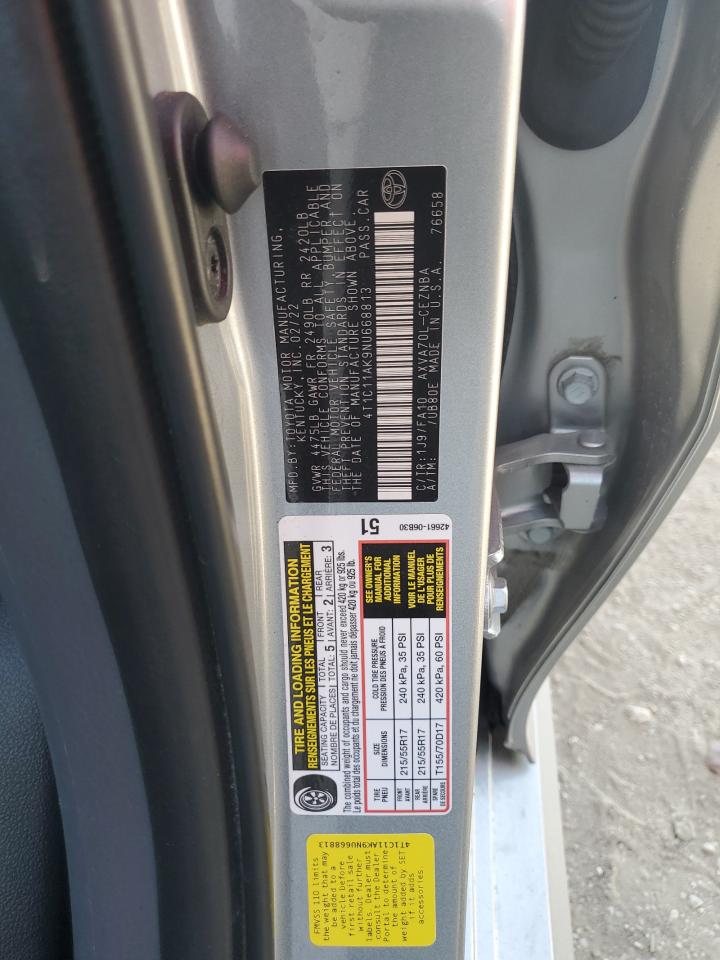 MFD.BY:TOYOTA MOTOR MANUFACTURING,
KENTUCKY, INC 02/22
GVWR 4475LB GAWR FR 2490LB RR 2420LB
THIS VEHICLE CONFORMS TO ALL APPLICABLE
FEDERAL MOTOR VEHICLE SAFETY, BUMPER AND
THEFT PREVENTION STANDARDS IN EFFECT ON
THE DATE OF MANUFACTURE SHOWN ABOVE.
4T1C11AK9NU668813 PASS.CAR
C/TR:1J9/FA10 AXVA70L-CEZNBA
A/TM: /UB80E MADE IN U.S.A. 76658
TIRE AND LOADING INFORMATION
RENSEIGNEMENTS SUR LES PNEUS ET LE CHARGEMENT
SEATING CAPACITY TOTAL FRONT REAR
NOMBRE DE PLACES TOTAL: 5 AVANT: 2 ARRIÈRE: 3
The combined weight of occupants and cargo should never exceed 420 kg or 925 lbs.
Le poids total des occupants et du chargement ne doit jamais dépasser 420 kg ou 925 lb.
TIRE SIZE COLD TIRE PRESSURE
PNEU DIMENSIONS PRESSION DES PNEUS À FROID
FRONT
AVANT 215/55R17 240 kPa, 35 PSI
REAR
ARRIÈRE 215/55R17 240 kPa, 35 PSI
SPARE
DE SECOURS T155/70D17 420 kPa, 60 PSI
SEE OWNER'S
MANUAL FOR
ADDITIONAL
INFORMATION
VOIR LE MANUEL
DE L'USAGER
POUR PLUS DE
RENSEIGNEMENTS
51
42661-06B30
FMVSS 110 limits
the weight that may
be added to a
vehicle before
first retail sale
without further
labels. Dealer must
consult the Dealer
Portal to determine
the amount of
weight added by SET
if it adds
accessories.
4T1C11AK9NU668813